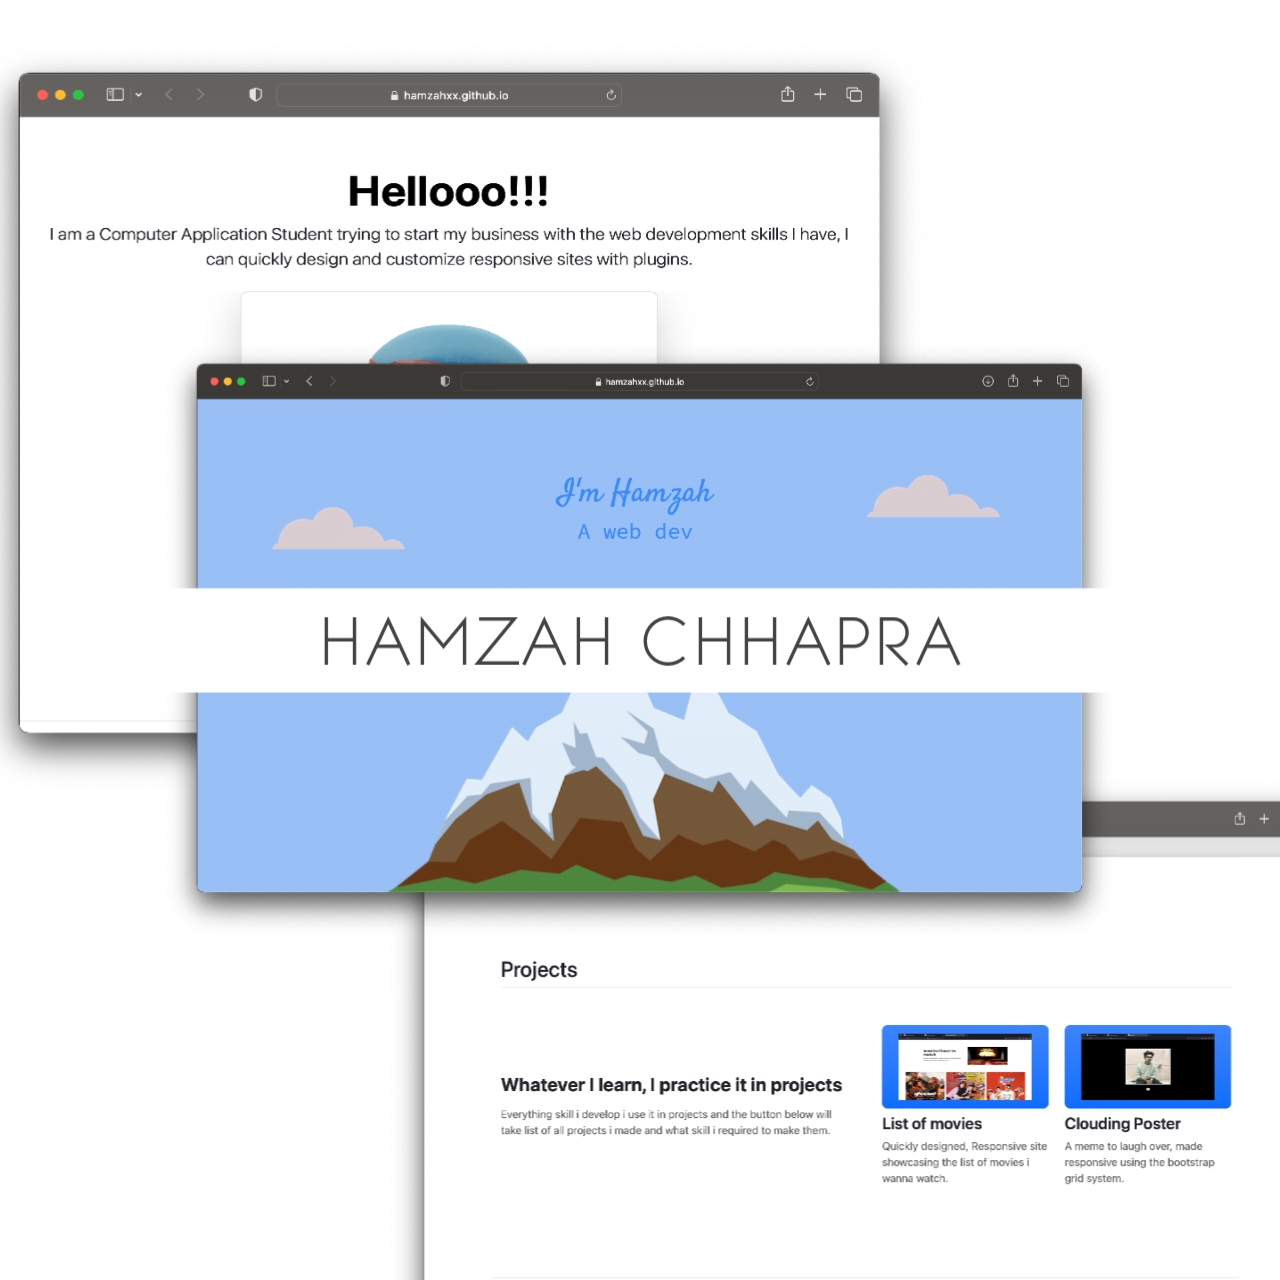 hamzahxx.github.io
Hellooo!!!
I am a Computer Application Student trying to start my business with the web development skills I have, I
can quickly design and customize responsive sites with plugins.
hamzahxx.github.io
I'm Hamzah
A web dev
HAMZAH CHHAPRA
Projects
Whatever I learn, I practice it in projects
Everything skill i develop i use it in projects and the button below will
take list of all projects i made and what skill i required to make them.
List of movies
Quickly designed, Responsive site
showcasing the list of movies i
wanna watch.
Clouding Poster
A meme to laugh over, made
responsive using the bootstrap
grid system.